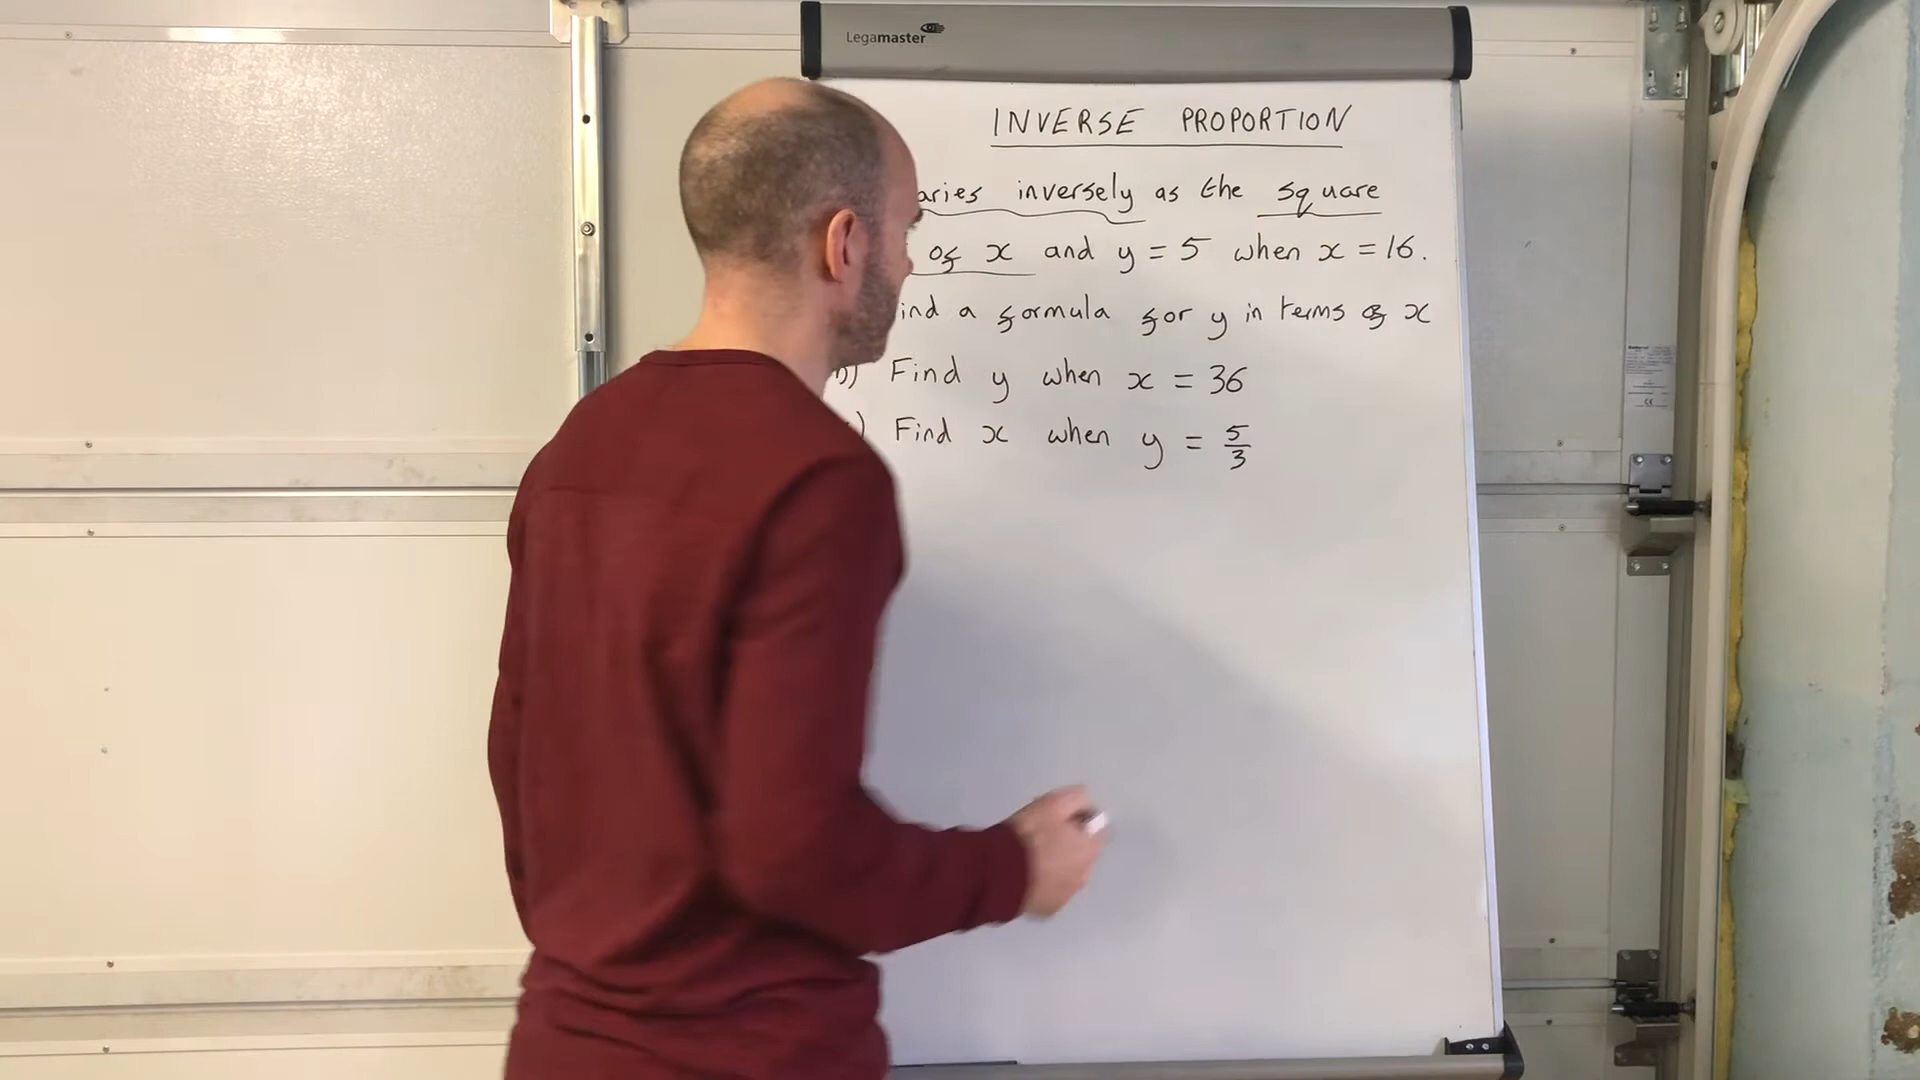 Legamaster
INVERSE PROPORTION
aries inversely as the square
of x and y = 5 when x = 16.
ind a formula for y in terms of x
b) Find y when x = 36
) Find x when y = 5/3